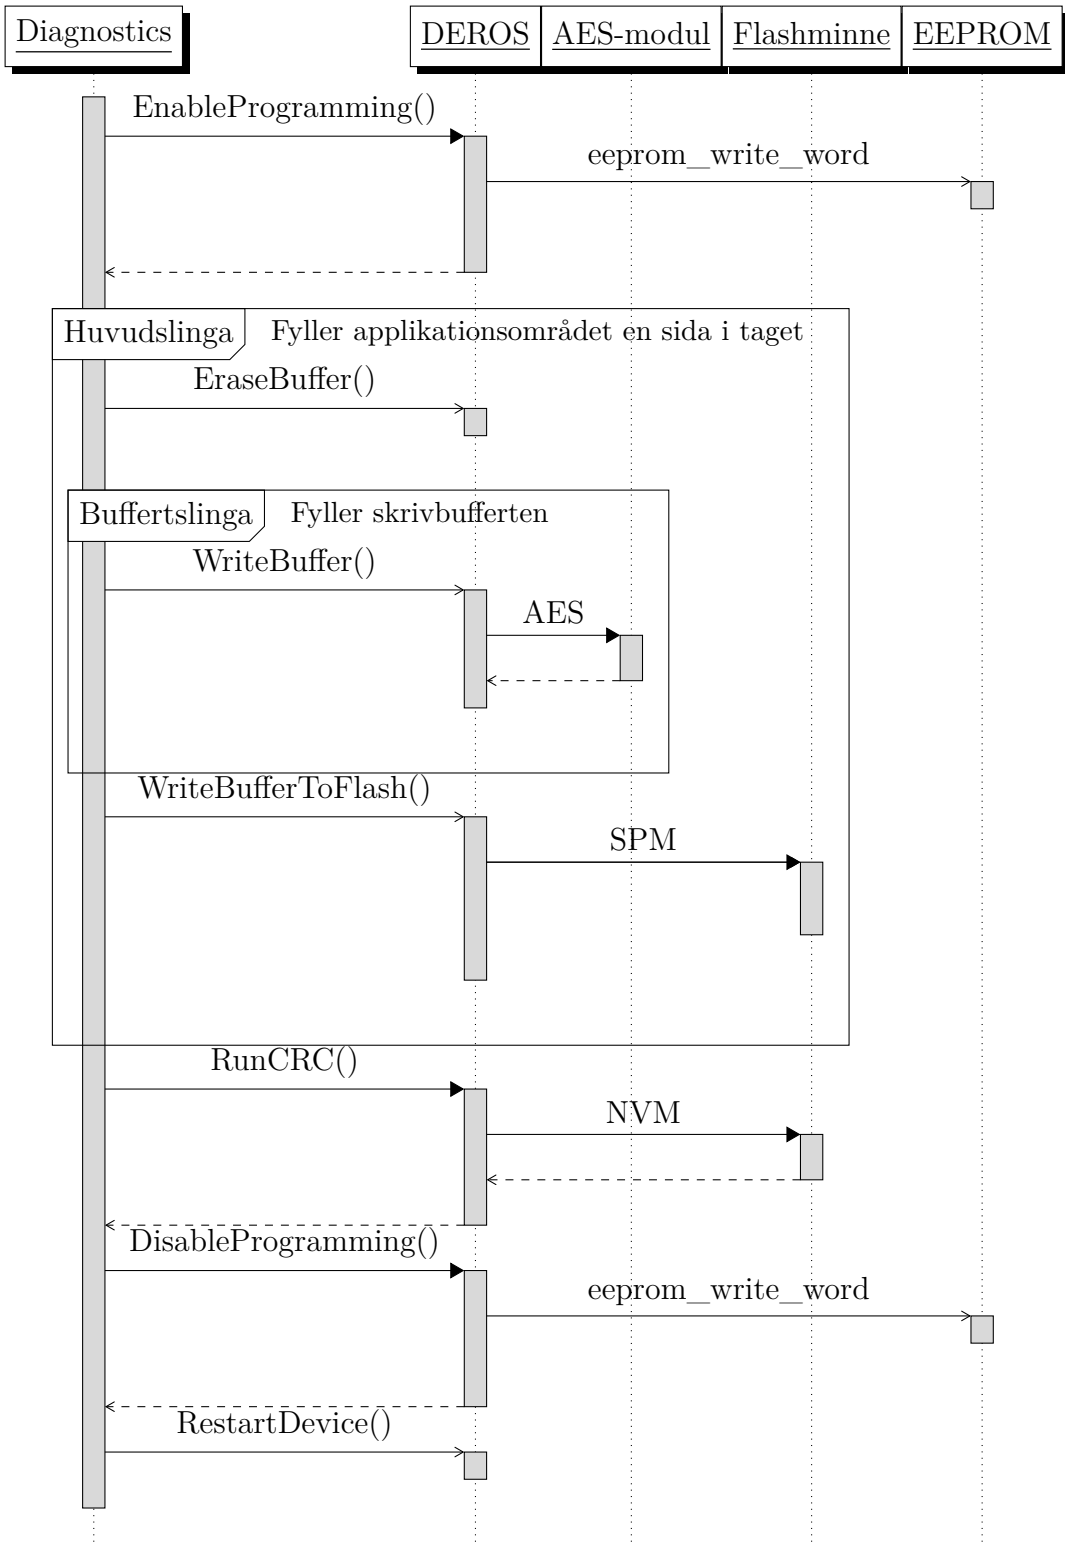 Diagnostics
DEROS
AES-modul
Flashminne
EEPROM
EnableProgramming()
eeprom_write_word
Huvudslinga
Fyller applikationsområdet en sida i taget
EraseBuffer()
Buffertslinga
Fyller skrivbufferten
WriteBuffer()
AES
WriteBufferToFlash()
SPM
RunCRC()
NVM
DisableProgramming()
eeprom_write_word
RestartDevice()